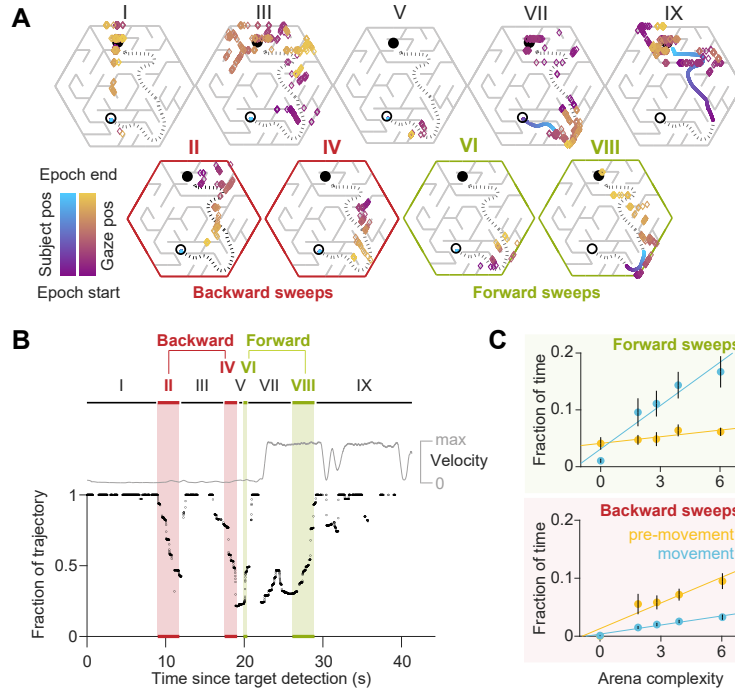 A
I III V VII IX
II IV VI VIII
Epoch end
Subject pos
Gaze pos
Epoch start
Backward sweeps
Forward sweeps
B
Backward Forward
IV VI
I II III V VII VIII IX
max
Velocity
0
1
0.5
0
Fraction of trajectory
0 10 20 30 40
Time since target detection (s)
C
Forward sweeps
0.2
0.1
0
Fraction of time
0 3 6
Backward sweeps
pre-movement
movement
0.2
0.1
0
Fraction of time
0 3 6
Arena complexity